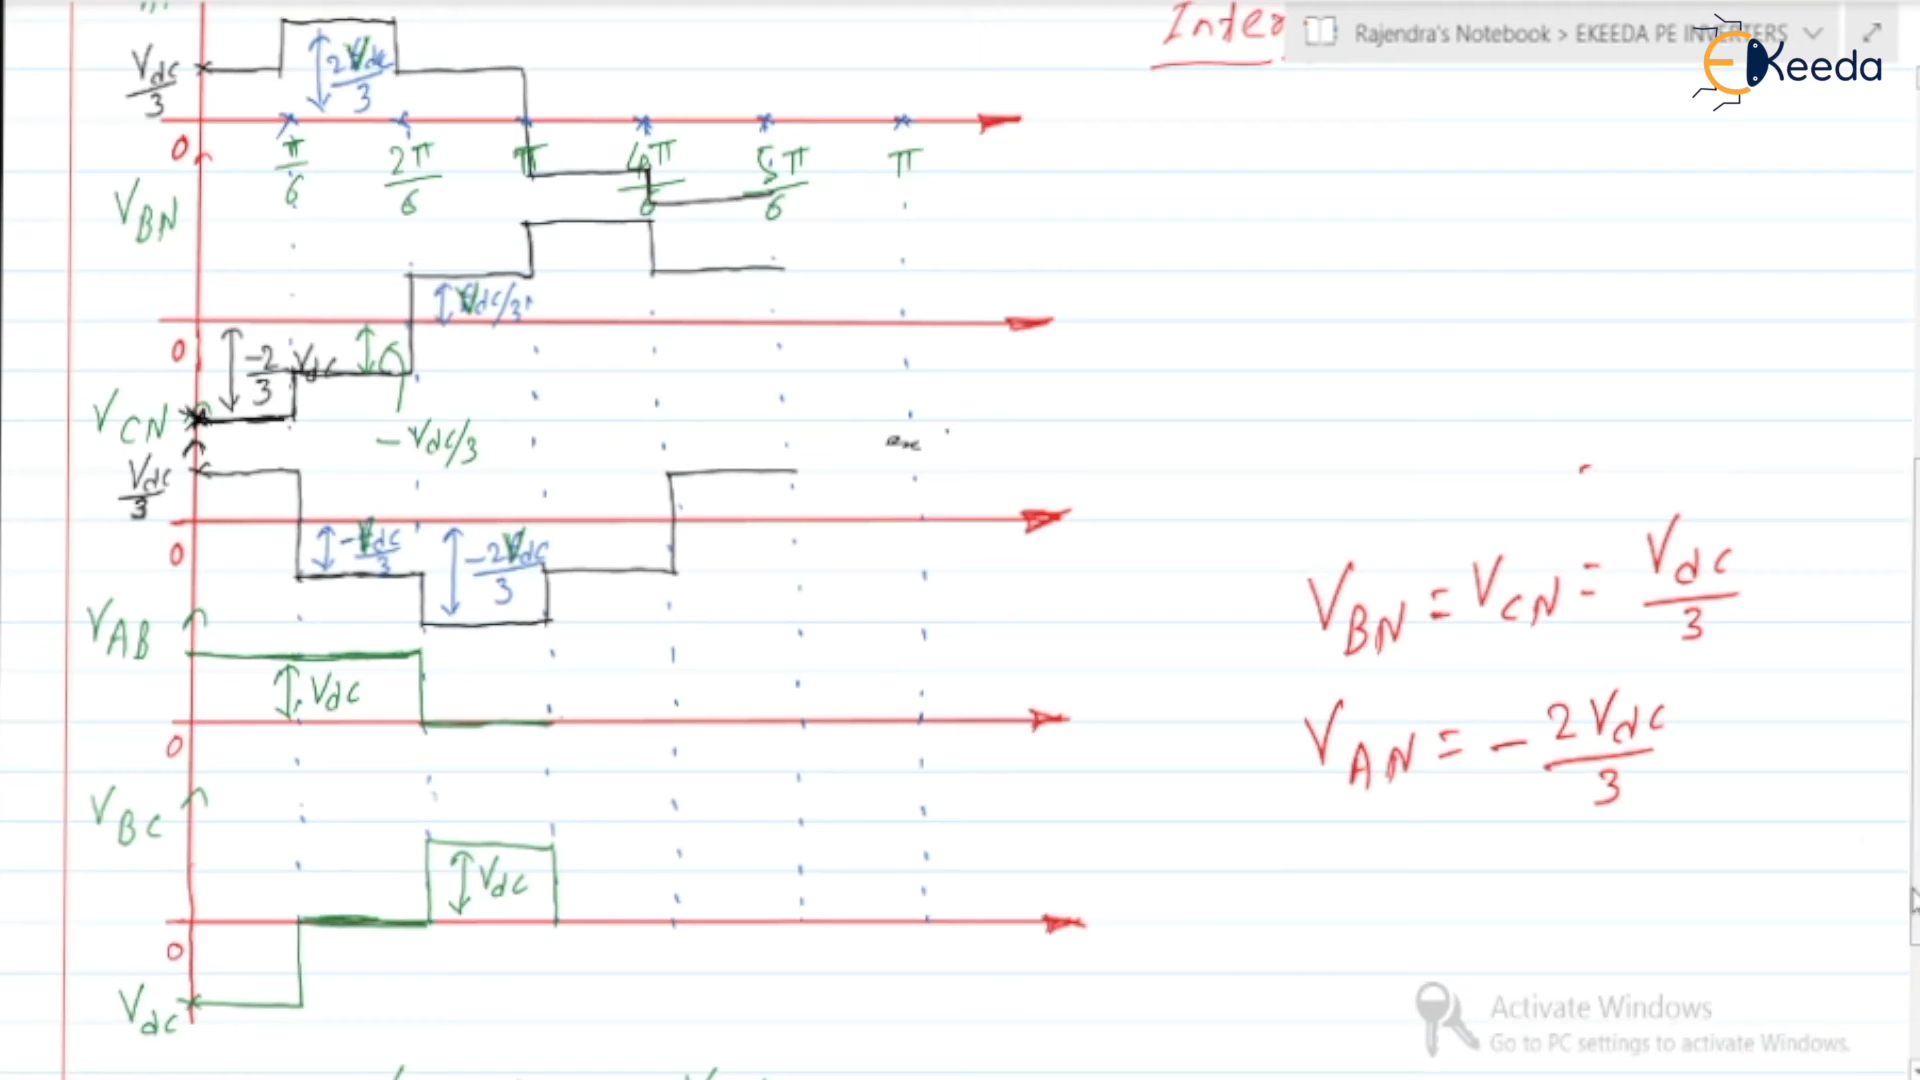 Inter
Rajendra's Notebook > EKEEDA PE INVERTERS
EKeeda
Vdc/3
2Vdc/3
0
π/6 2π/6 π 4π/6 5π/6 π
VBN
Vdc/3
0
-2/3 Vdc
VCN
-Vdc/3
Vdc/3
0
-Vdc/3
-2Vdc/3
VBN = VCN = Vdc/3
VAB
Vdc
0
VAN = -2Vdc/3
VBC
Vdc
0
Vdc
Activate Windows
Go to PC settings to activate Windows.